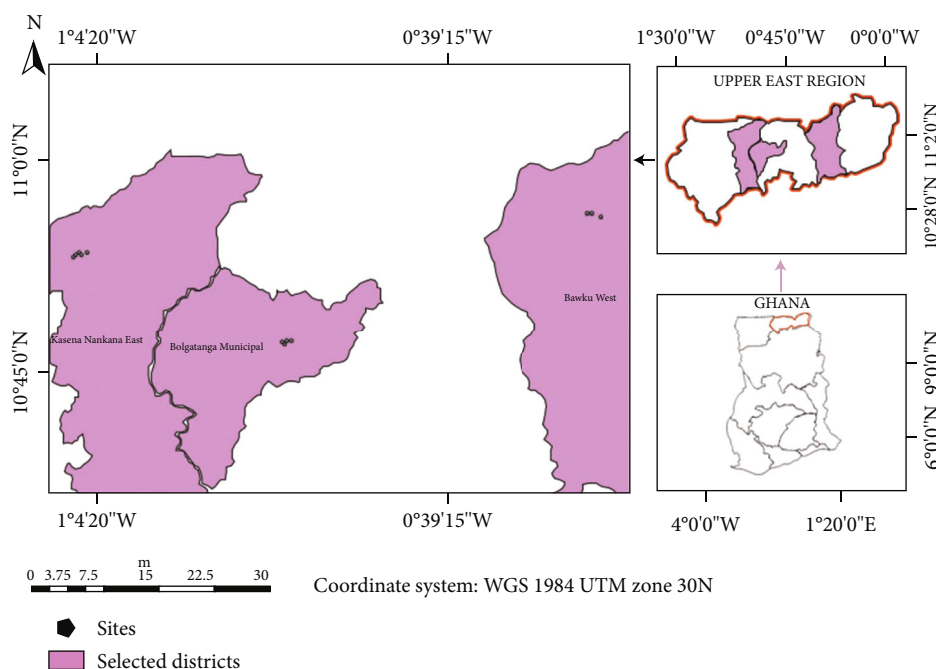 N
1°4'20"W
0°39'15"W
11°0'0"N
10°45'0"N
Kasena Nankana East
Bolgatanga Municipal
Bawku West
1°4'20"W
0°39'15"W
1°30'0"W
0°45'0"W
0°0'0"W
UPPER EAST REGION
11°2'0"N
10°28'0"N
GHANA
9°0'0"N
6°0'0"N
4°0'0"W
1°20'0"E
m
0 3.75 7.5 15 22.5 30
Coordinate system: WGS 1984 UTM zone 30N
Sites
Selected districts